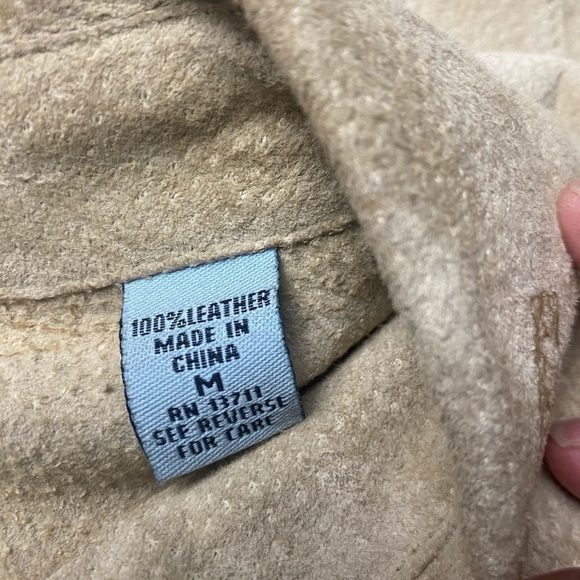 100%LEATHER
MADE IN
CHINA
M
RN 13711
SEE REVERSE
FOR CARE